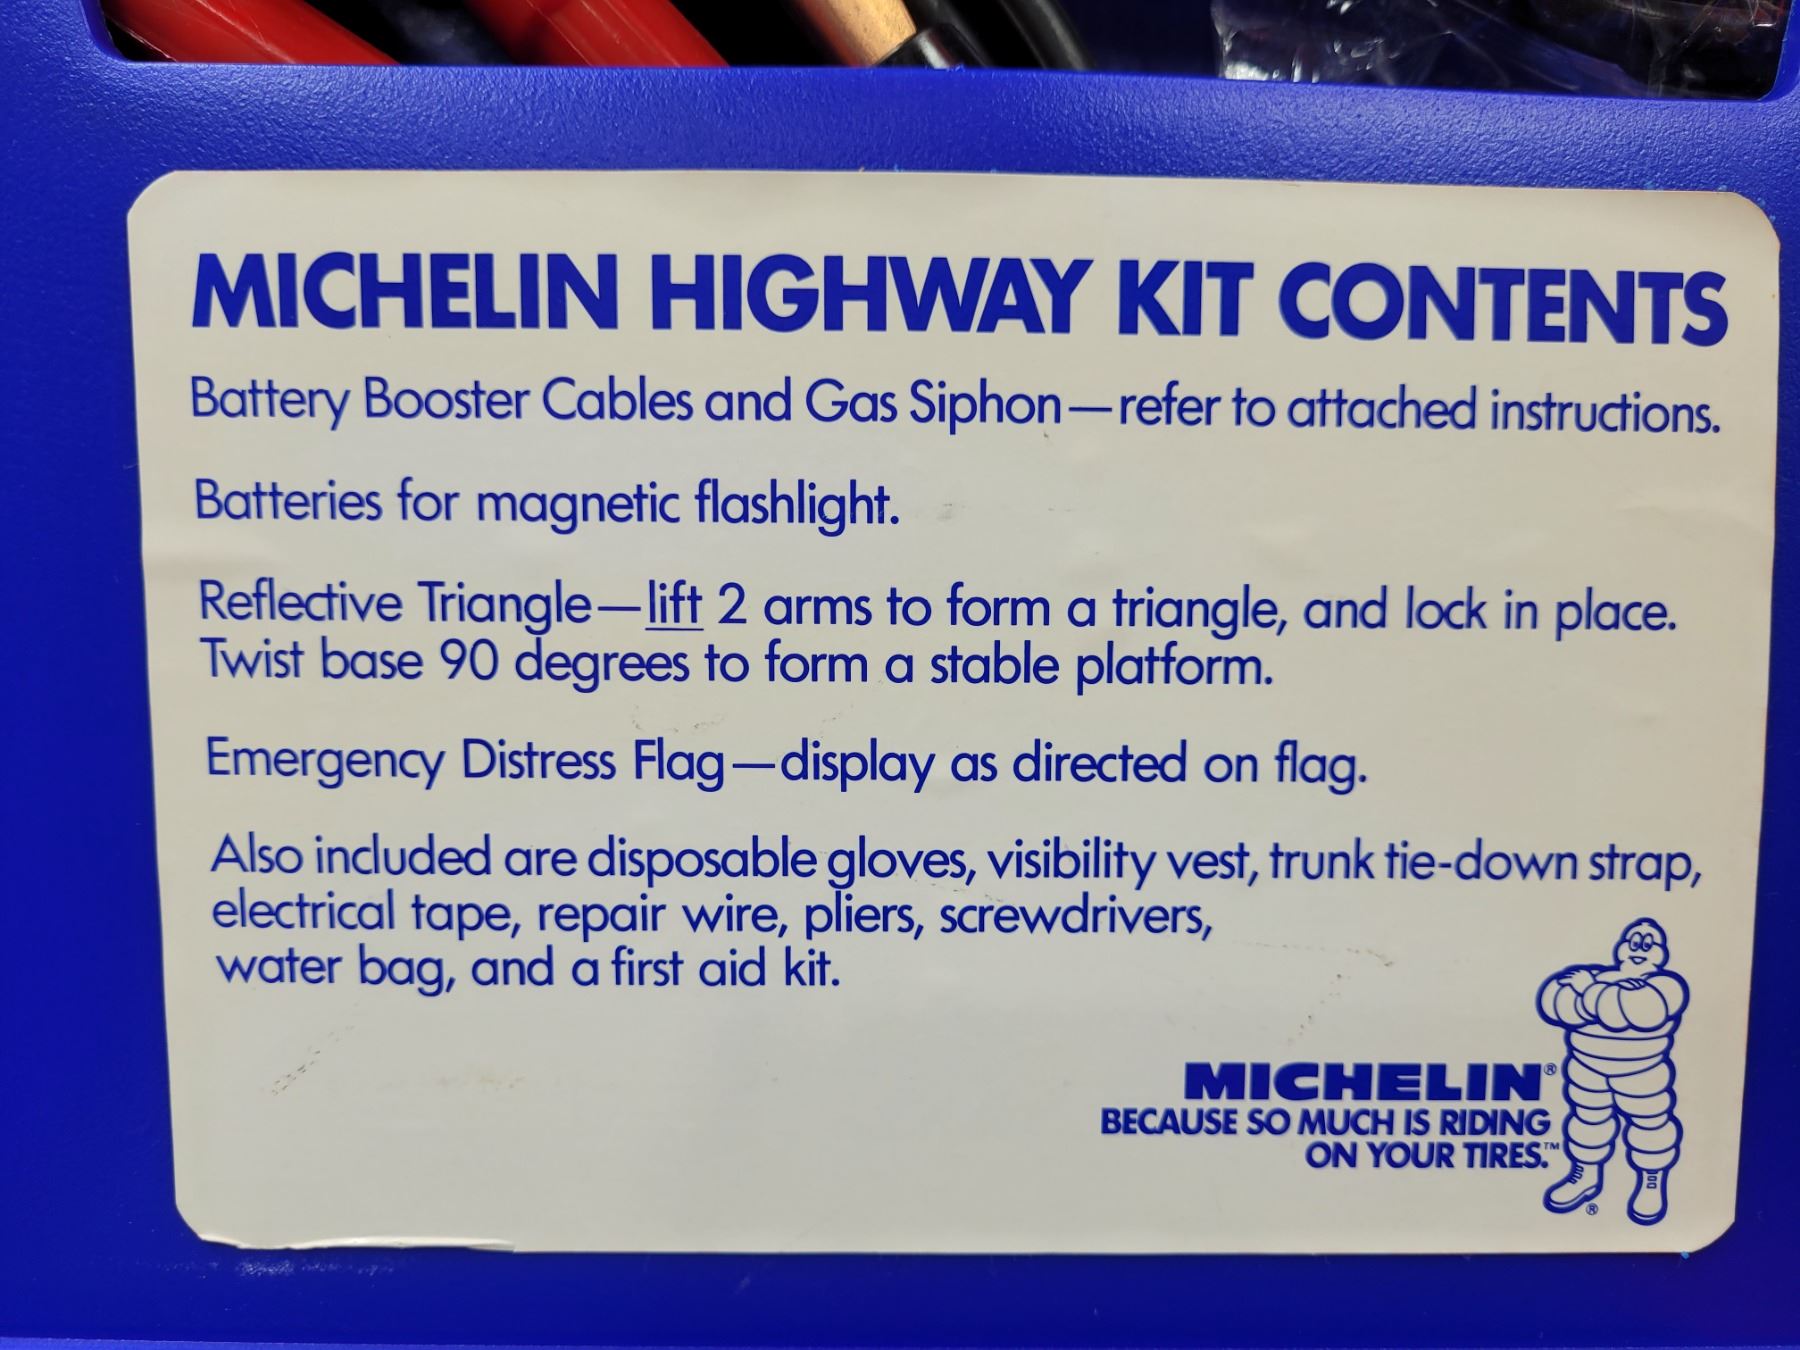 MICHELIN HIGHWAY KIT CONTENTS
Battery Booster Cables and Gas Siphon—refer to attached instructions.
Batteries for magnetic flashlight.
Reflective Triangle—lift 2 arms to form a triangle, and lock in place.
Twist base 90 degrees to form a stable platform.
Emergency Distress Flag—display as directed on flag.
Also included are disposable gloves, visibility vest, trunk tie-down strap,
electrical tape, repair wire, pliers, screwdrivers,
water bag, and a first aid kit.
MICHELIN®
BECAUSE SO MUCH IS RIDING
ON YOUR TIRES.™
®